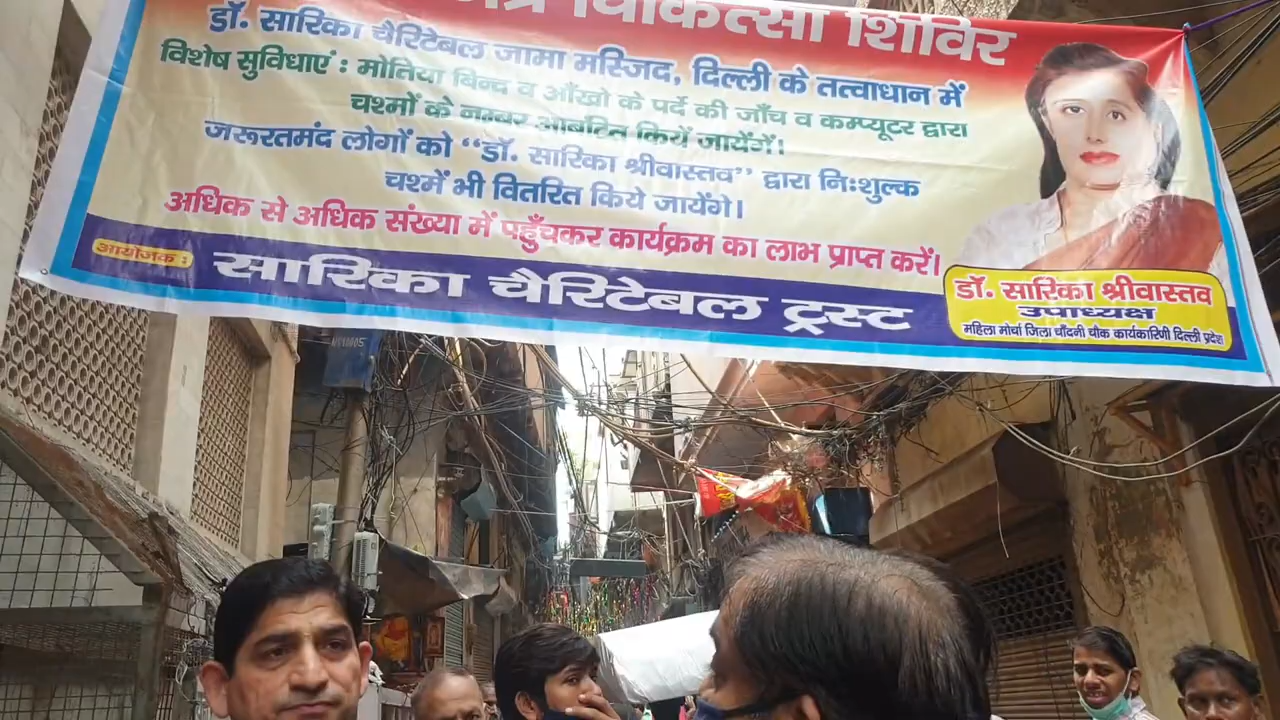 चिकित्सा शिविर
डॉ. सारिका चैरिटेबल जामा मस्जिद, दिल्ली के तत्वाधान में
विशेष सुविधाएं : मोतिया बिन्द व आँखो के पर्दे की जाँच व कम्प्यूटर द्वारा
चश्मों के नम्बर आबंटित कियें जायेंगें।
जरूरतमंद लोगों को “डॉ. सारिका श्रीवास्तव” द्वारा निःशुल्क
चश्में भी वितरित किये जायेंगे।
अधिक से अधिक संख्या में पहुँचकर कार्यक्रम का लाभ प्राप्त करें।
आयोजक :
सारिका चैरिटेबल ट्रस्ट
डॉ. सारिका श्रीवास्तव
उपाध्यक्ष
महिला मोर्चा जिला चाँदनी चौक कार्यकारिणी दिल्ली प्रदेश